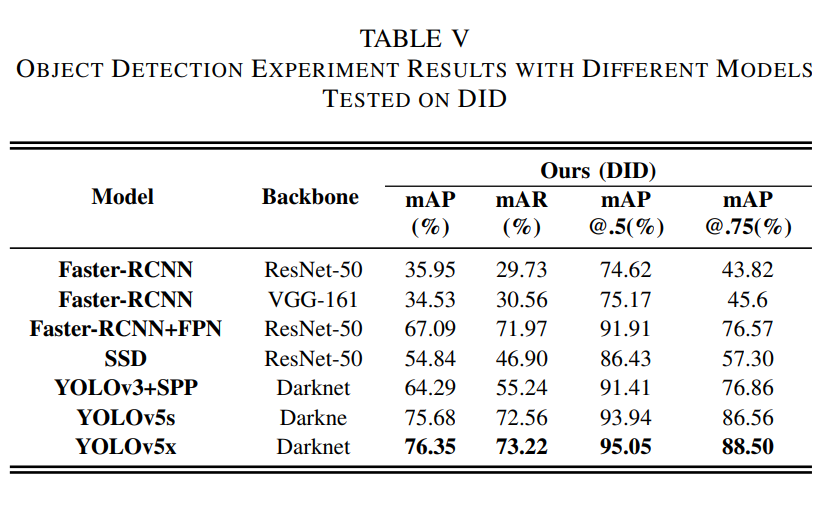 TABLE V
OBJECT DETECTION EXPERIMENT RESULTS WITH DIFFERENT MODELS
TESTED ON DID
Model Backbone Ours (DID)
mAP (%) mAR (%) mAP @.5(%) mAP @.75(%)
Faster-RCNN ResNet-50 35.95 29.73 74.62 43.82
Faster-RCNN VGG-161 34.53 30.56 75.17 45.6
Faster-RCNN+FPN ResNet-50 67.09 71.97 91.91 76.57
SSD ResNet-50 54.84 46.90 86.43 57.30
YOLOv3+SPP Darknet 64.29 55.24 91.41 76.86
YOLOv5s Darkne 75.68 72.56 93.94 86.56
YOLOv5x Darknet 76.35 73.22 95.05 88.50